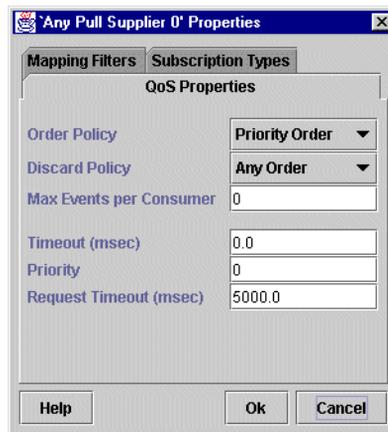 `Any Pull Supplier 0' Properties
Mapping Filters Subscription Types
QoS Properties
Order Policy Priority Order
Discard Policy Any Order
Max Events per Consumer 0
Timeout (msec) 0.0
Priority 0
Request Timeout (msec) 5000.0
Help Ok Cancel